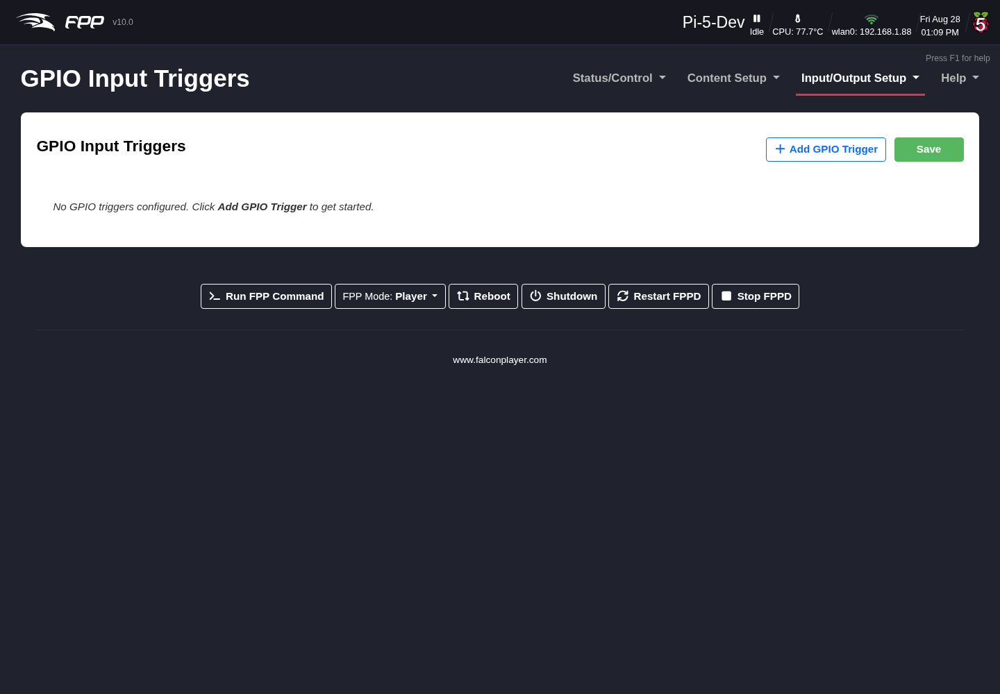 FPP v10.0
Pi-5-Dev
Idle
CPU: 77.7°C
wlan0: 192.168.1.88
Fri Aug 28
01:09 PM
5
Press F1 for help
GPIO Input Triggers
Status/Control
Content Setup
Input/Output Setup
Help
GPIO Input Triggers
Add GPIO Trigger
Save
No GPIO triggers configured. Click Add GPIO Trigger to get started.
Run FPP Command
FPP Mode: Player
Reboot
Shutdown
Restart FPPD
Stop FPPD
www.falconplayer.com